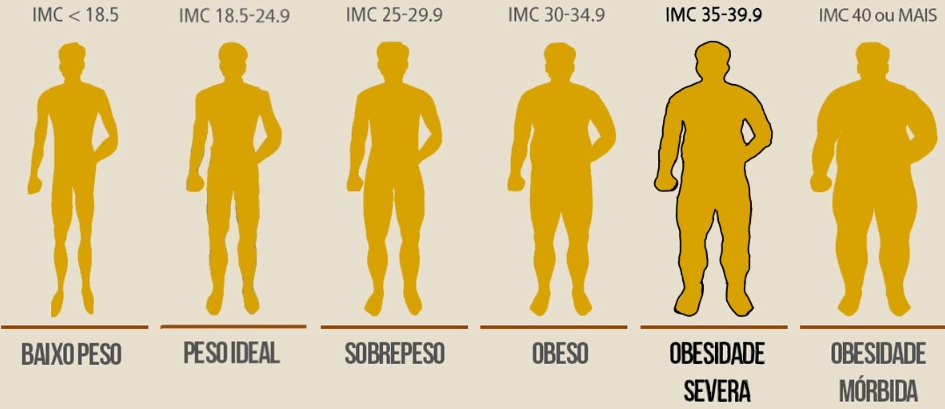 IMC < 18.5
IMC 18.5-24.9
IMC 25-29.9
IMC 30-34.9
IMC 35-39.9
IMC 40 ou MAIS
BAIXO PESO
PESO IDEAL
SOBREPESO
OBESO
OBESIDADE
SEVERA
OBESIDADE
MÓRBIDA